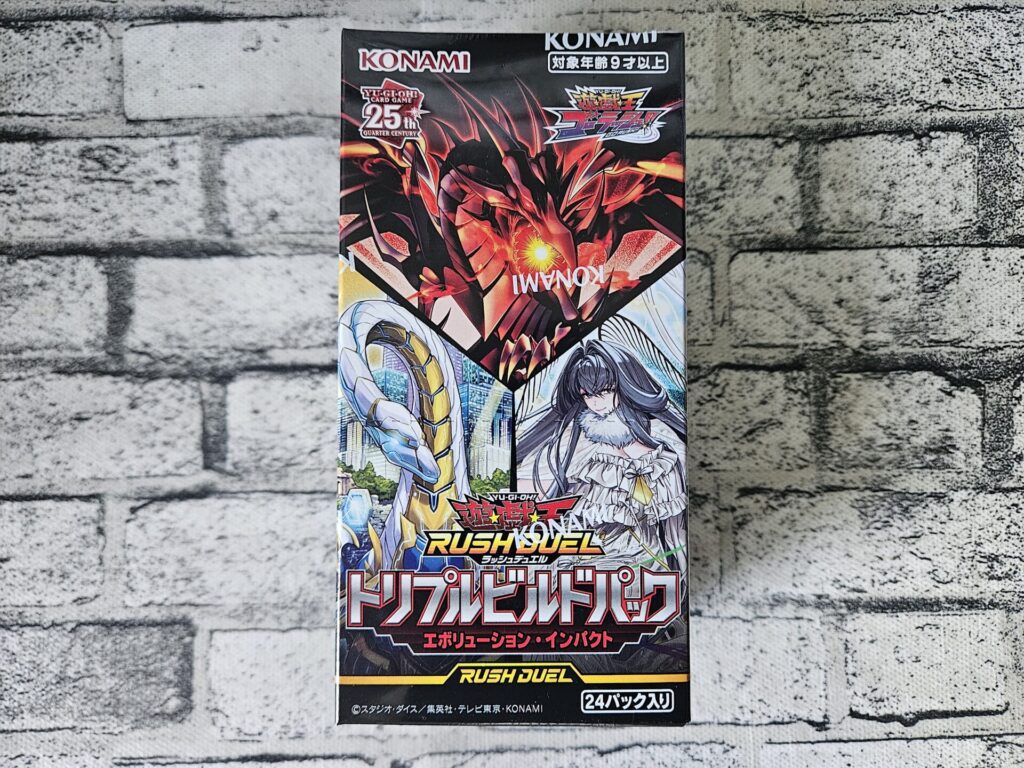 KONAMI
KONAMI
対象年齢9才以上
YU-GI-OH!
CARD GAME
25th
QUARTER CENTURY
遊戯王
ゴーラッシュ!!
KONAMI
K
YU-GI-OH!
遊☆戯☆王
KONAMI
RUSH DUEL
ラッシュデュエル
トリプルビルドパック
エボリューション・インパクト
RUSH DUEL
24パック入り
©スタジオ・ダイス/集英社・テレビ東京・KONAMI